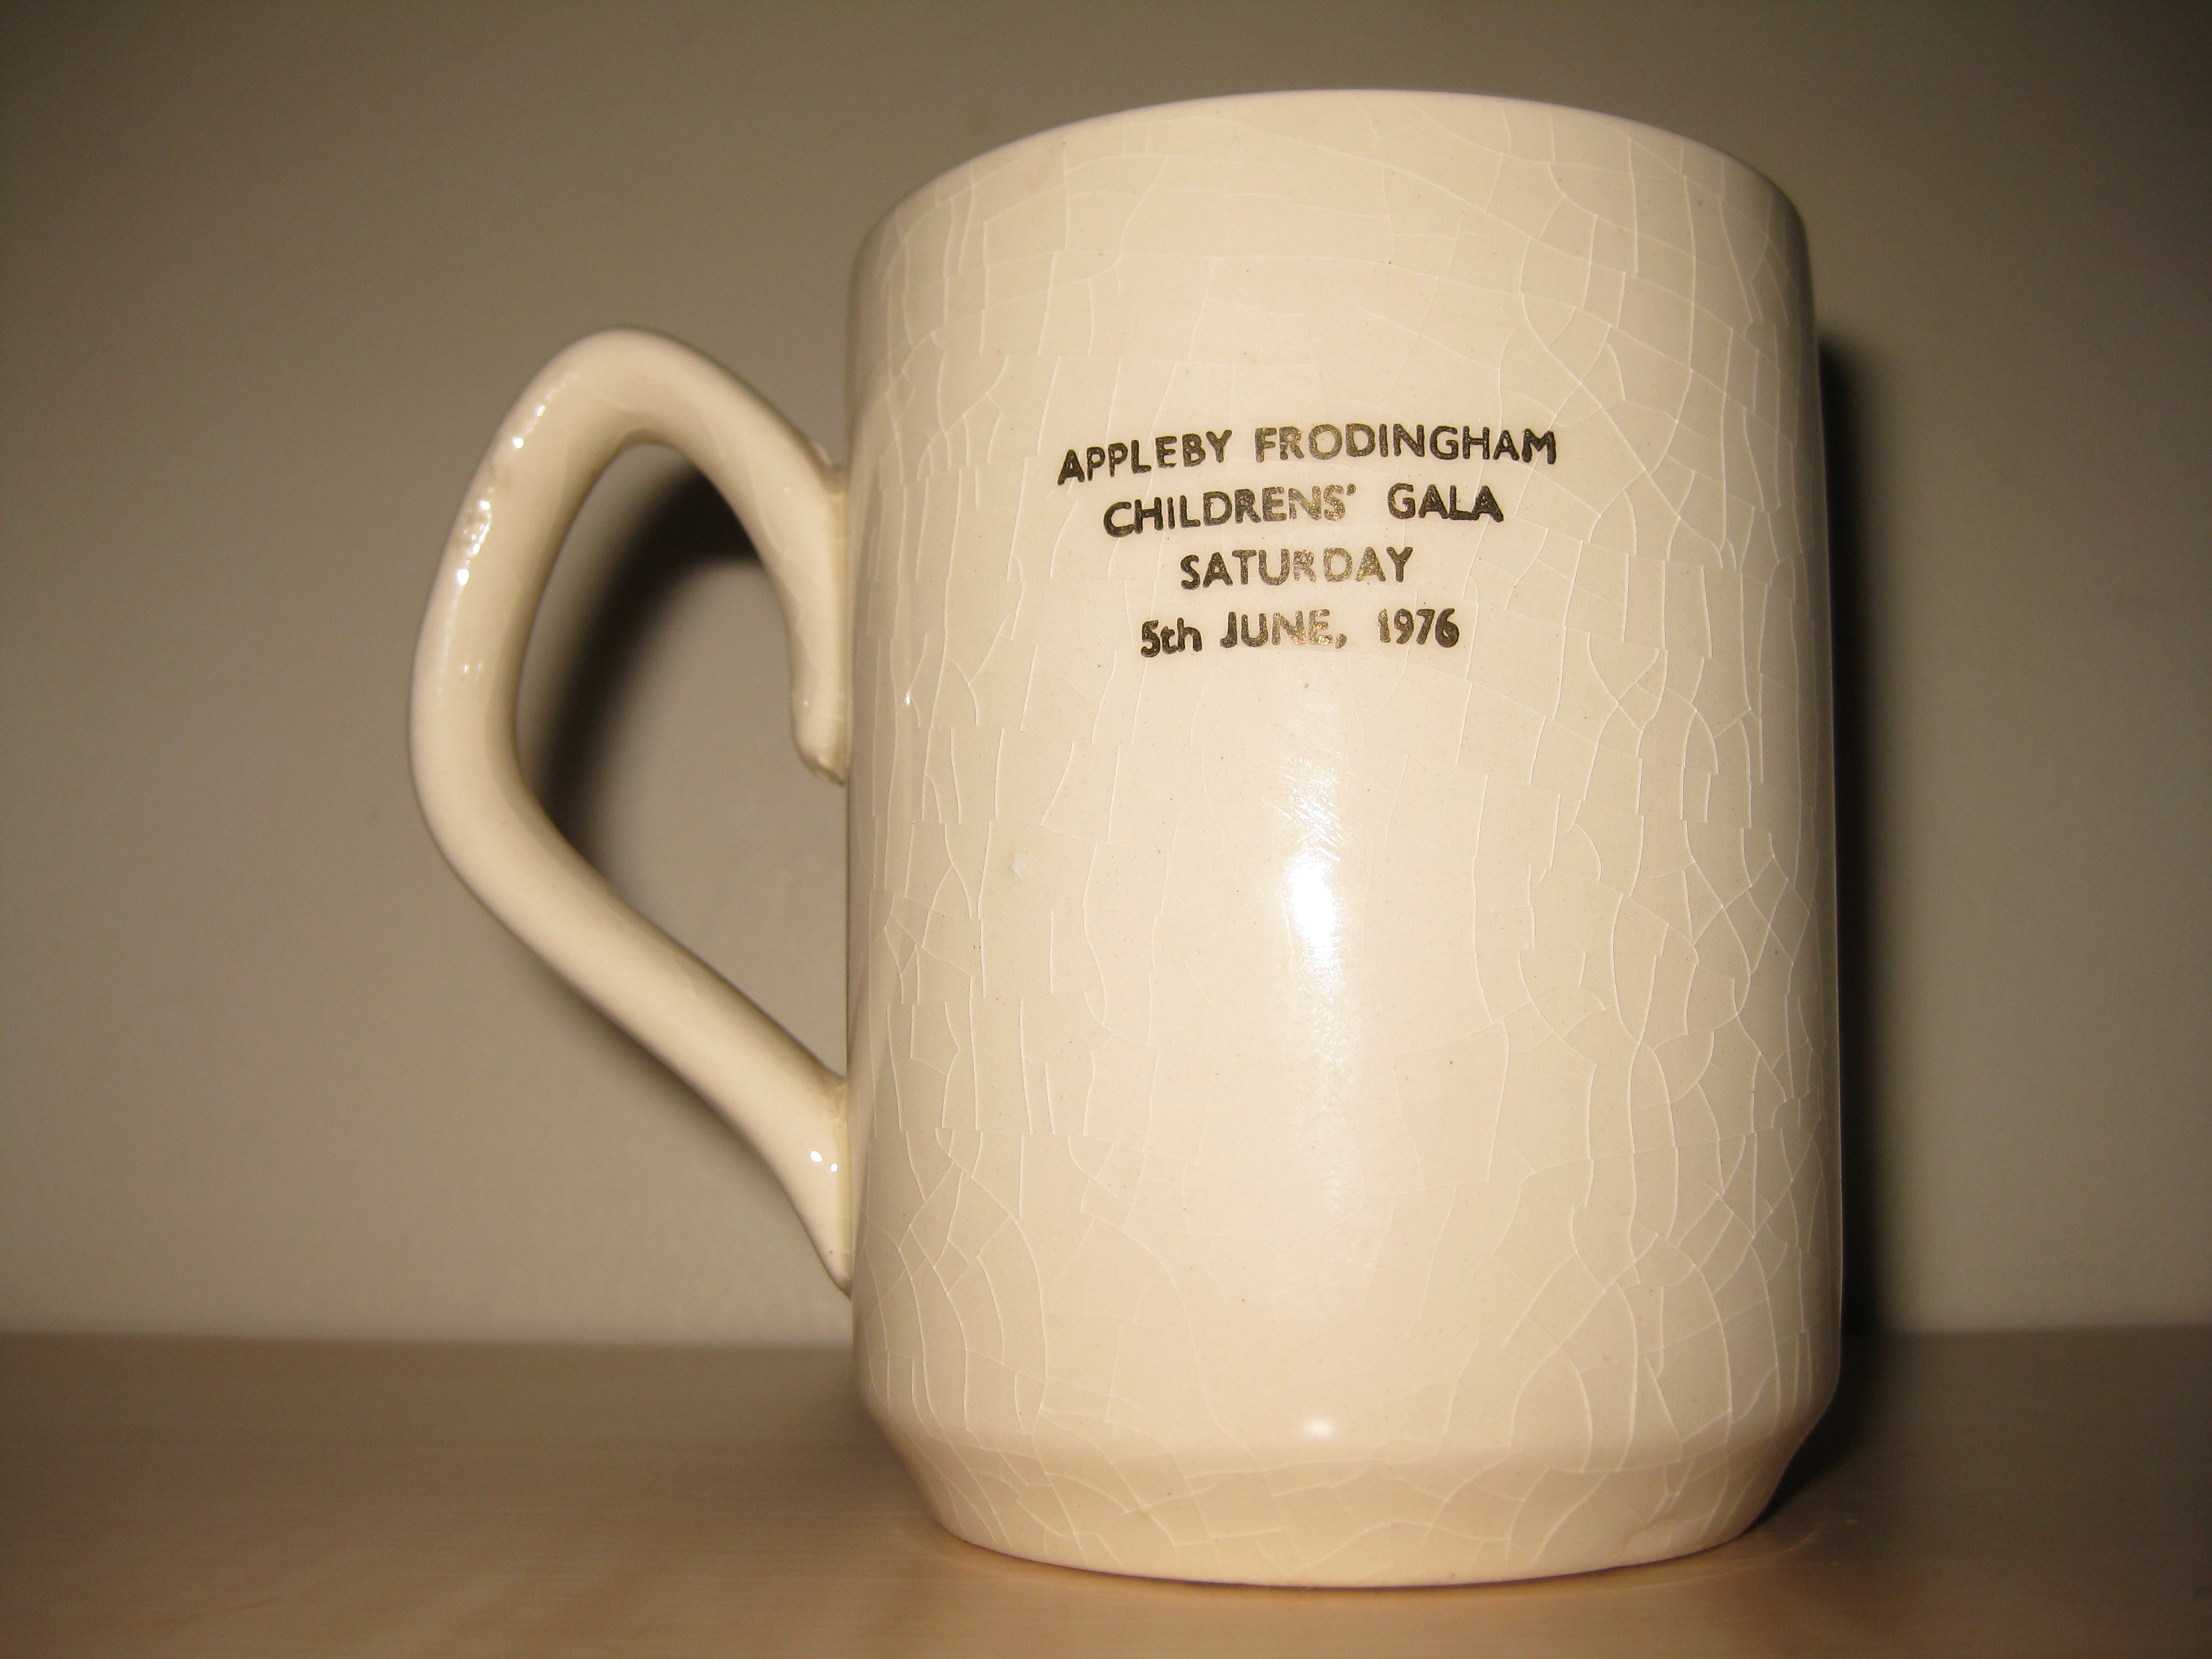 APPLEBY FRODINGHAM
CHILDRENS' GALA
SATURDAY
5th JUNE, 1976